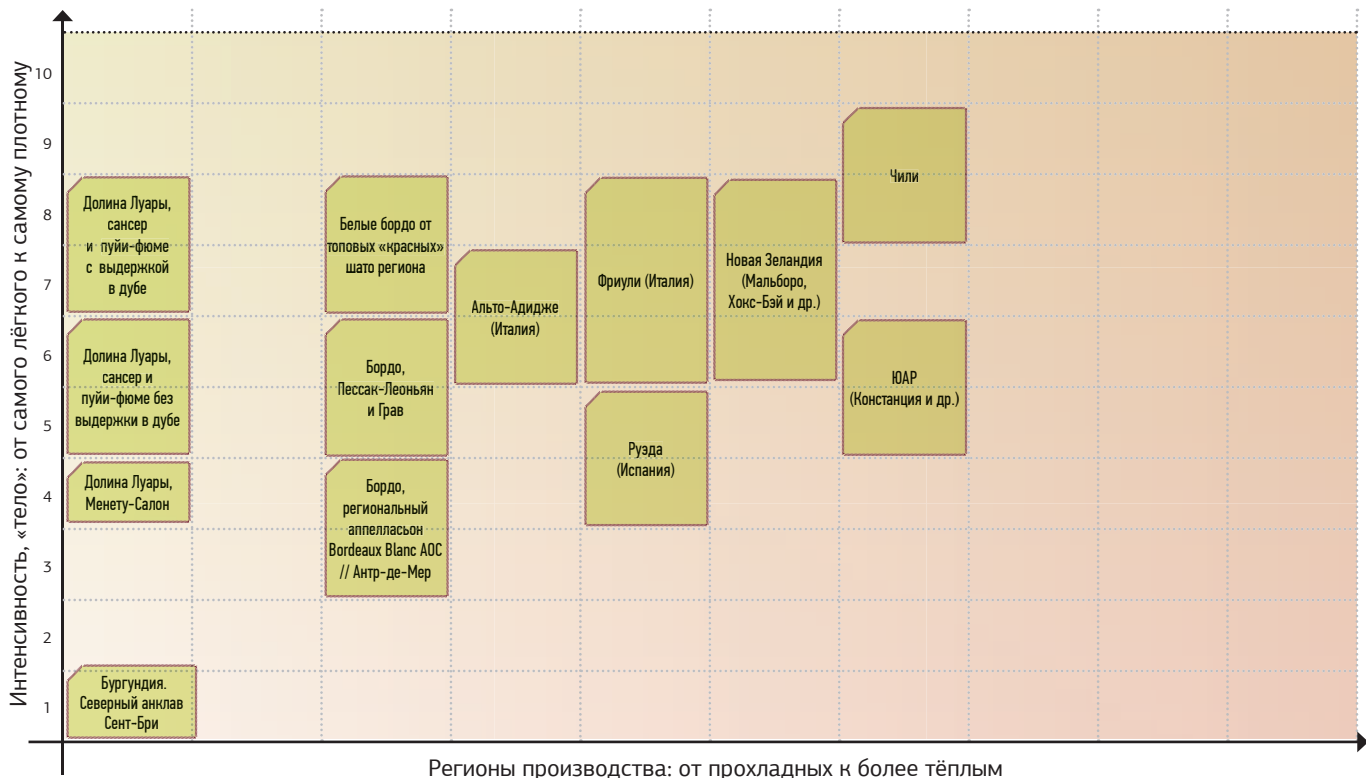 Интенсивность, «тело»: от самого лёгкого к самому плотному
10
9
8
7
6
5
4
3
2
1
Долина Луары,
сансер
и пуйи-фюме
с выдержкой
в дубе
Долина Луары,
сансер и
пуйи-фюме без
выдержки в дубе
Долина Луары,
Менету-Салон
Бургундия.
Северный анклав
Сент-Бри
Белые бордо от
топовых «красных»
шато региона
Бордо,
Пессак-Леоньян
и Грав
Бордо,
региональный
аппелласьон
Bordeaux Blanc AOC
// Антр-де-Мер
Альто-Адидже
(Италия)
Фриули (Италия)
Руэда
(Испания)
Новая Зеландия
(Мальборо,
Хокс-Бэй и др.)
Чили
ЮАР
(Констанция и др.)
Регионы производства: от прохладных к более тёплым